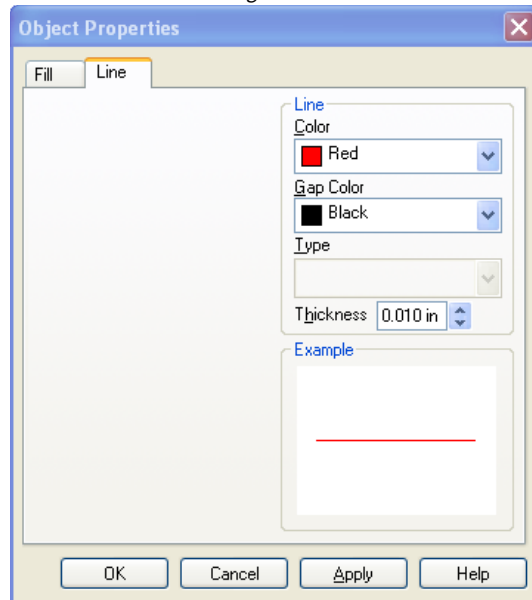 Object Properties
Fill
Line
Line
Color
Red
Gap Color
Black
Type
Thickness 0.010 in
Example
OK
Cancel
Apply
Help